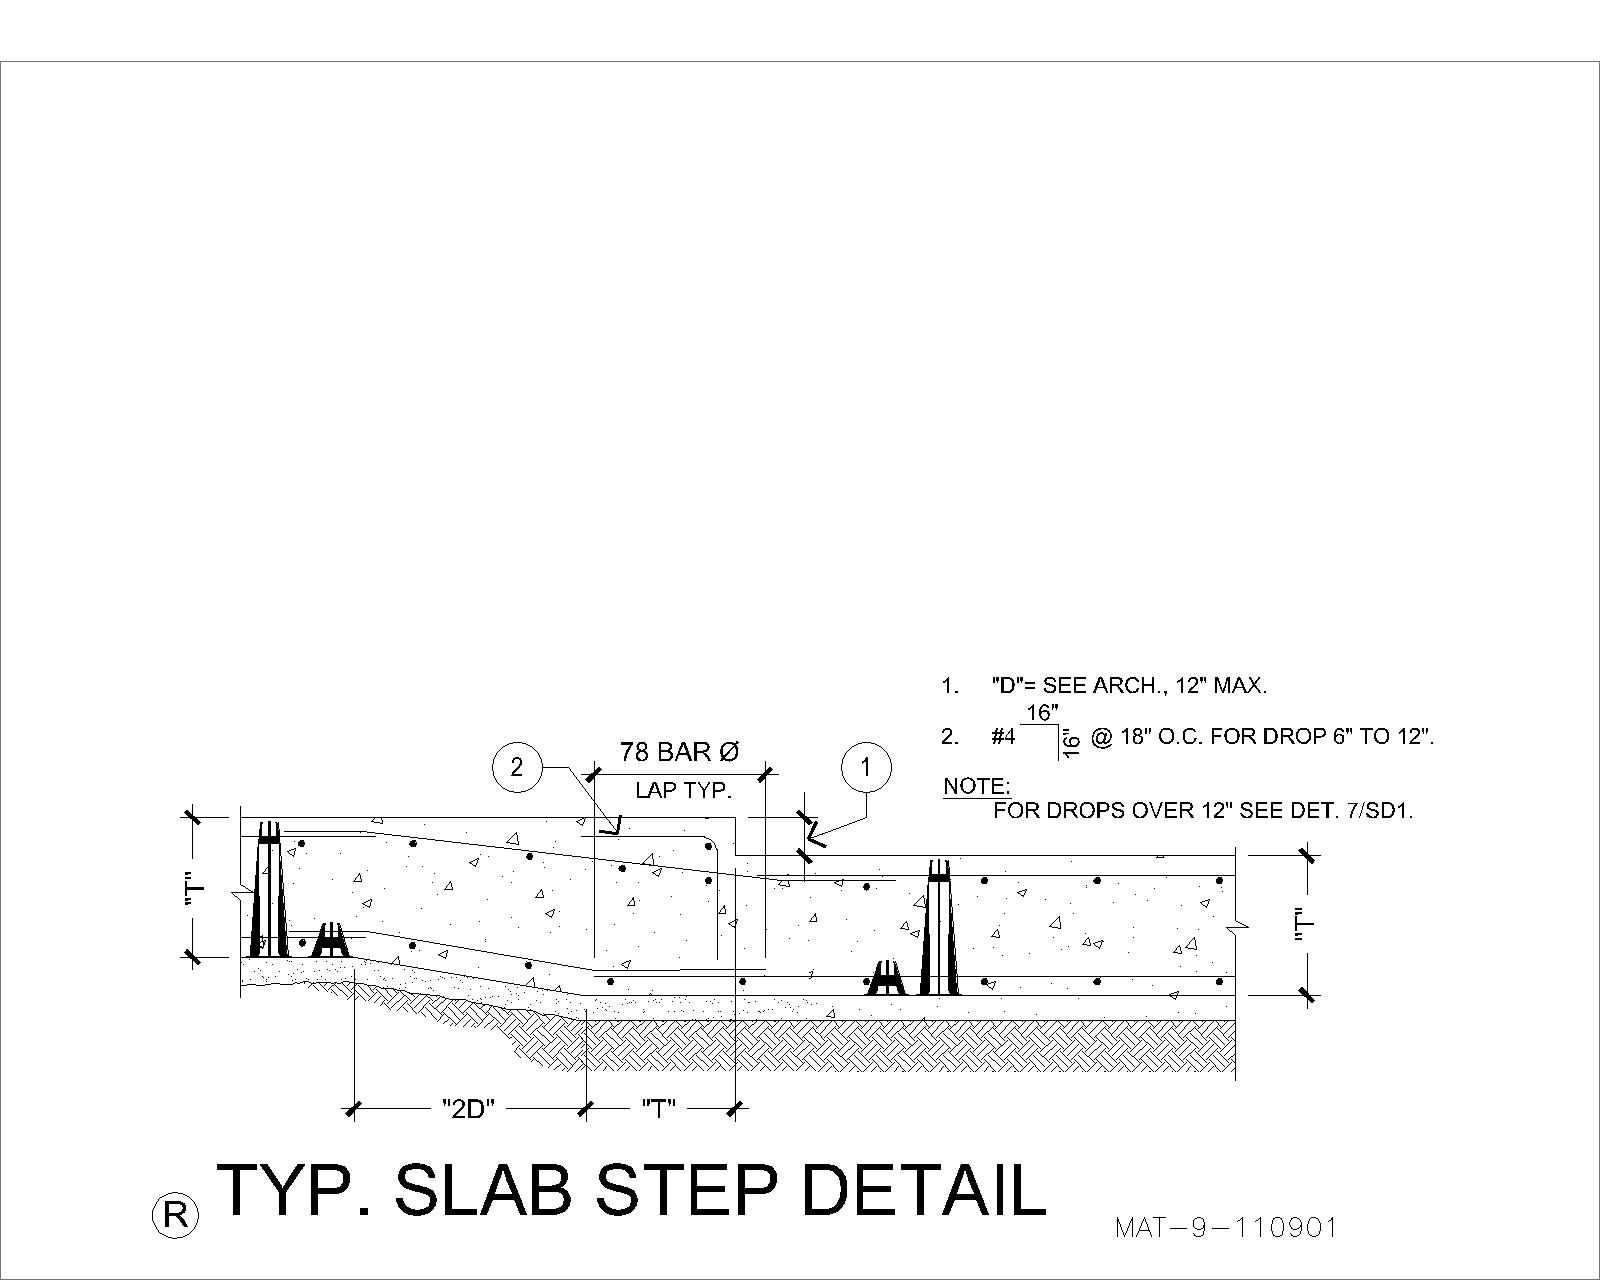 1. "D"= SEE ARCH., 12" MAX.
16"
2. #4 16" @ 18" O.C. FOR DROP 6" TO 12".
NOTE:
FOR DROPS OVER 12" SEE DET. 7/SD1.
2
78 BAR Ø
1
LAP TYP.
"T"
"T"
"2D"
"T"
R TYP. SLAB STEP DETAIL
MAT-9-110901